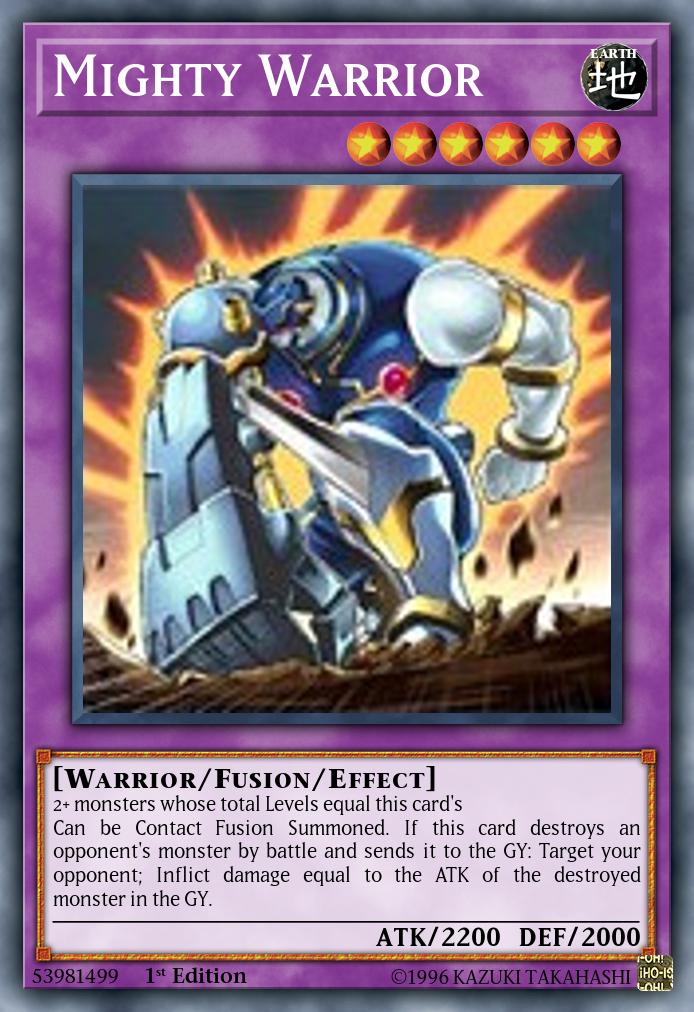 MIGHTY WARRIOR
EARTH
地
[WARRIOR/FUSION/EFFECT]
2+ monsters whose total Levels equal this card's
Can be Contact Fusion Summoned. If this card destroys an
opponent's monster by battle and sends it to the GY: Target your
opponent; Inflict damage equal to the ATK of the destroyed
monster in the GY.
ATK/2200 DEF/2000
53981499 1st Edition ©1996 KAZUKI TAKAHASHI